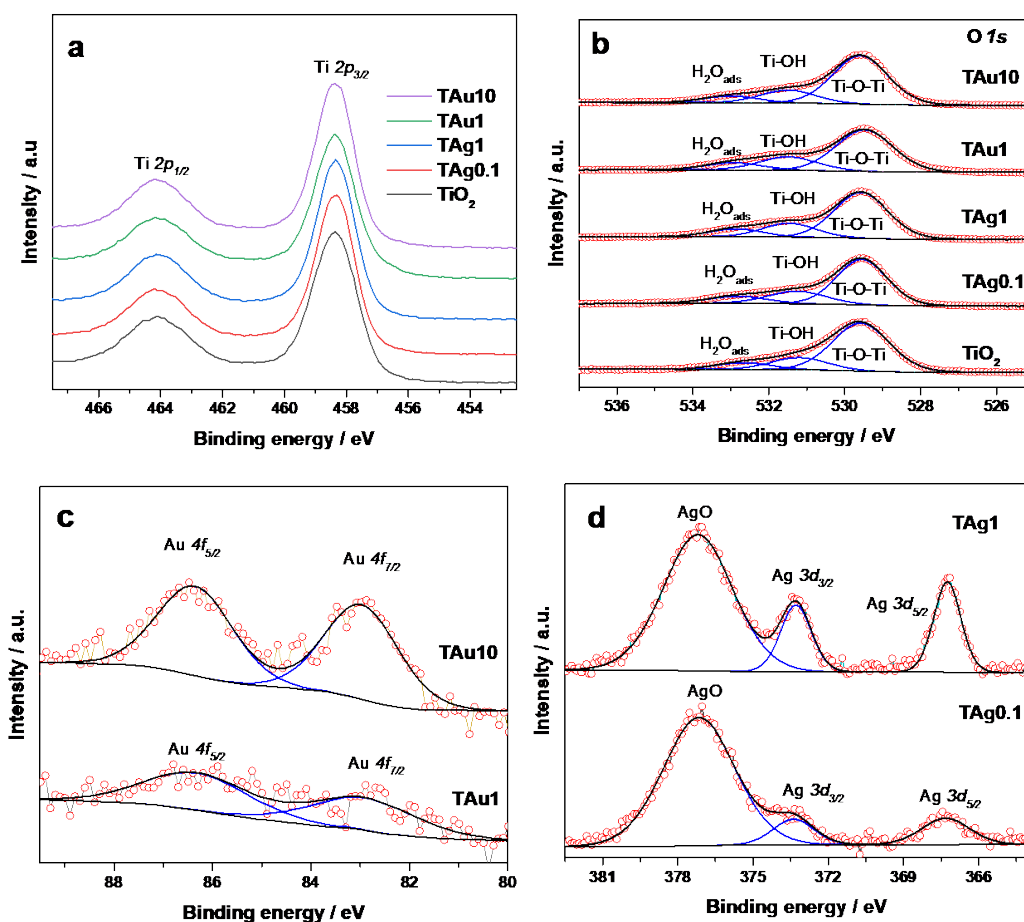 a
Ti 2p3/2
Ti 2p1/2
TAu10
TAu1
TAg1
TAg0.1
TiO2
Intensity / a.u
466 464 462 460 458 456 454
Binding energy / eV
b
O 1s
H2Oads Ti-OH Ti-O-Ti TAu10
H2Oads Ti-OH Ti-O-Ti TAu1
H2Oads Ti-OH Ti-O-Ti TAg1
H2Oads Ti-OH Ti-O-Ti TAg0.1
H2Oads Ti-OH Ti-O-Ti TiO2
Intensity / a.u.
536 534 532 530 528 526
Binding energy / eV
c
Au 4f5/2 Au 4f7/2
TAu10
Au 4f5/2 Au 4f7/2
TAu1
Intensity / a.u.
88 86 84 82 80
Binding energy / eV
d
AgO TAg1
Ag 3d3/2
Ag 3d5/2
AgO TAg0.1
Ag 3d3/2 Ag 3d5/2
Intensity / a.u.
381 378 375 372 369 366
Binding energy / eV